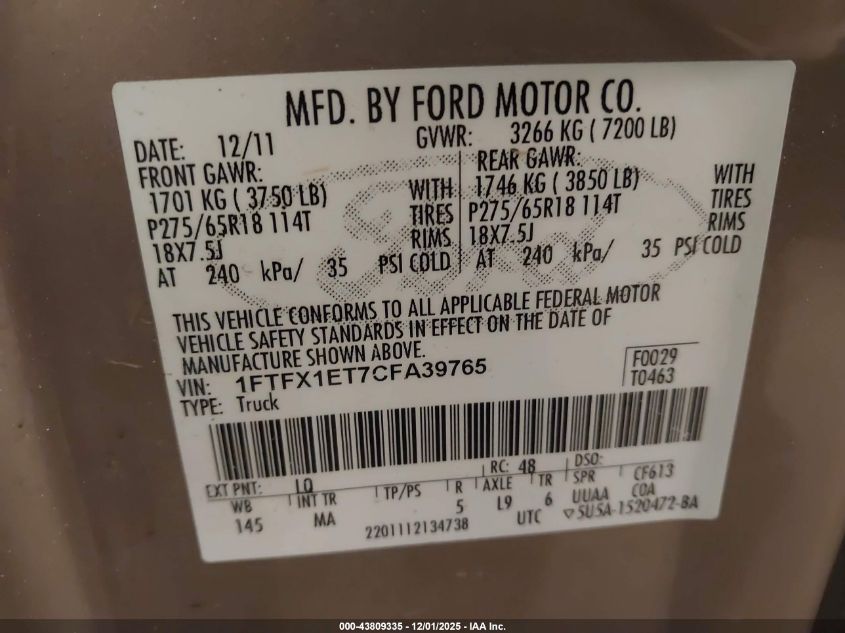 MFD. BY FORD MOTOR CO.
DATE: 12/11 GVWR: 3266 KG ( 7200 LB)
FRONT GAWR: REAR GAWR:
1701 KG ( 3750 LB) WITH 1746 KG ( 3850 LB) WITH
P275/65R18 114T TIRES P275/65R18 114T TIRES
18X7.5J RIMS 18X7.5J RIMS
AT 240 kPa/ 35 PSI COLD AT 240 kPa/ 35 PSI COLD
THIS VEHICLE CONFORMS TO ALL APPLICABLE FEDERAL MOTOR
VEHICLE SAFETY STANDARDS IN EFFECT ON THE DATE OF
MANUFACTURE SHOWN ABOVE.
VIN: 1FTFX1ET7CFA39765 F0029
TYPE: Truck T0463
EXT PNT: LQ RC: 48 DSO:
WB INT TR TP/PS R AXLE TR SPR CF613
145 MA 5 L9 6 UUAA COA
2201112134738 UTC ▽5U5A-1520472-BA
Ford
000-43809335 - 12/01/2025 - IAA Inc.